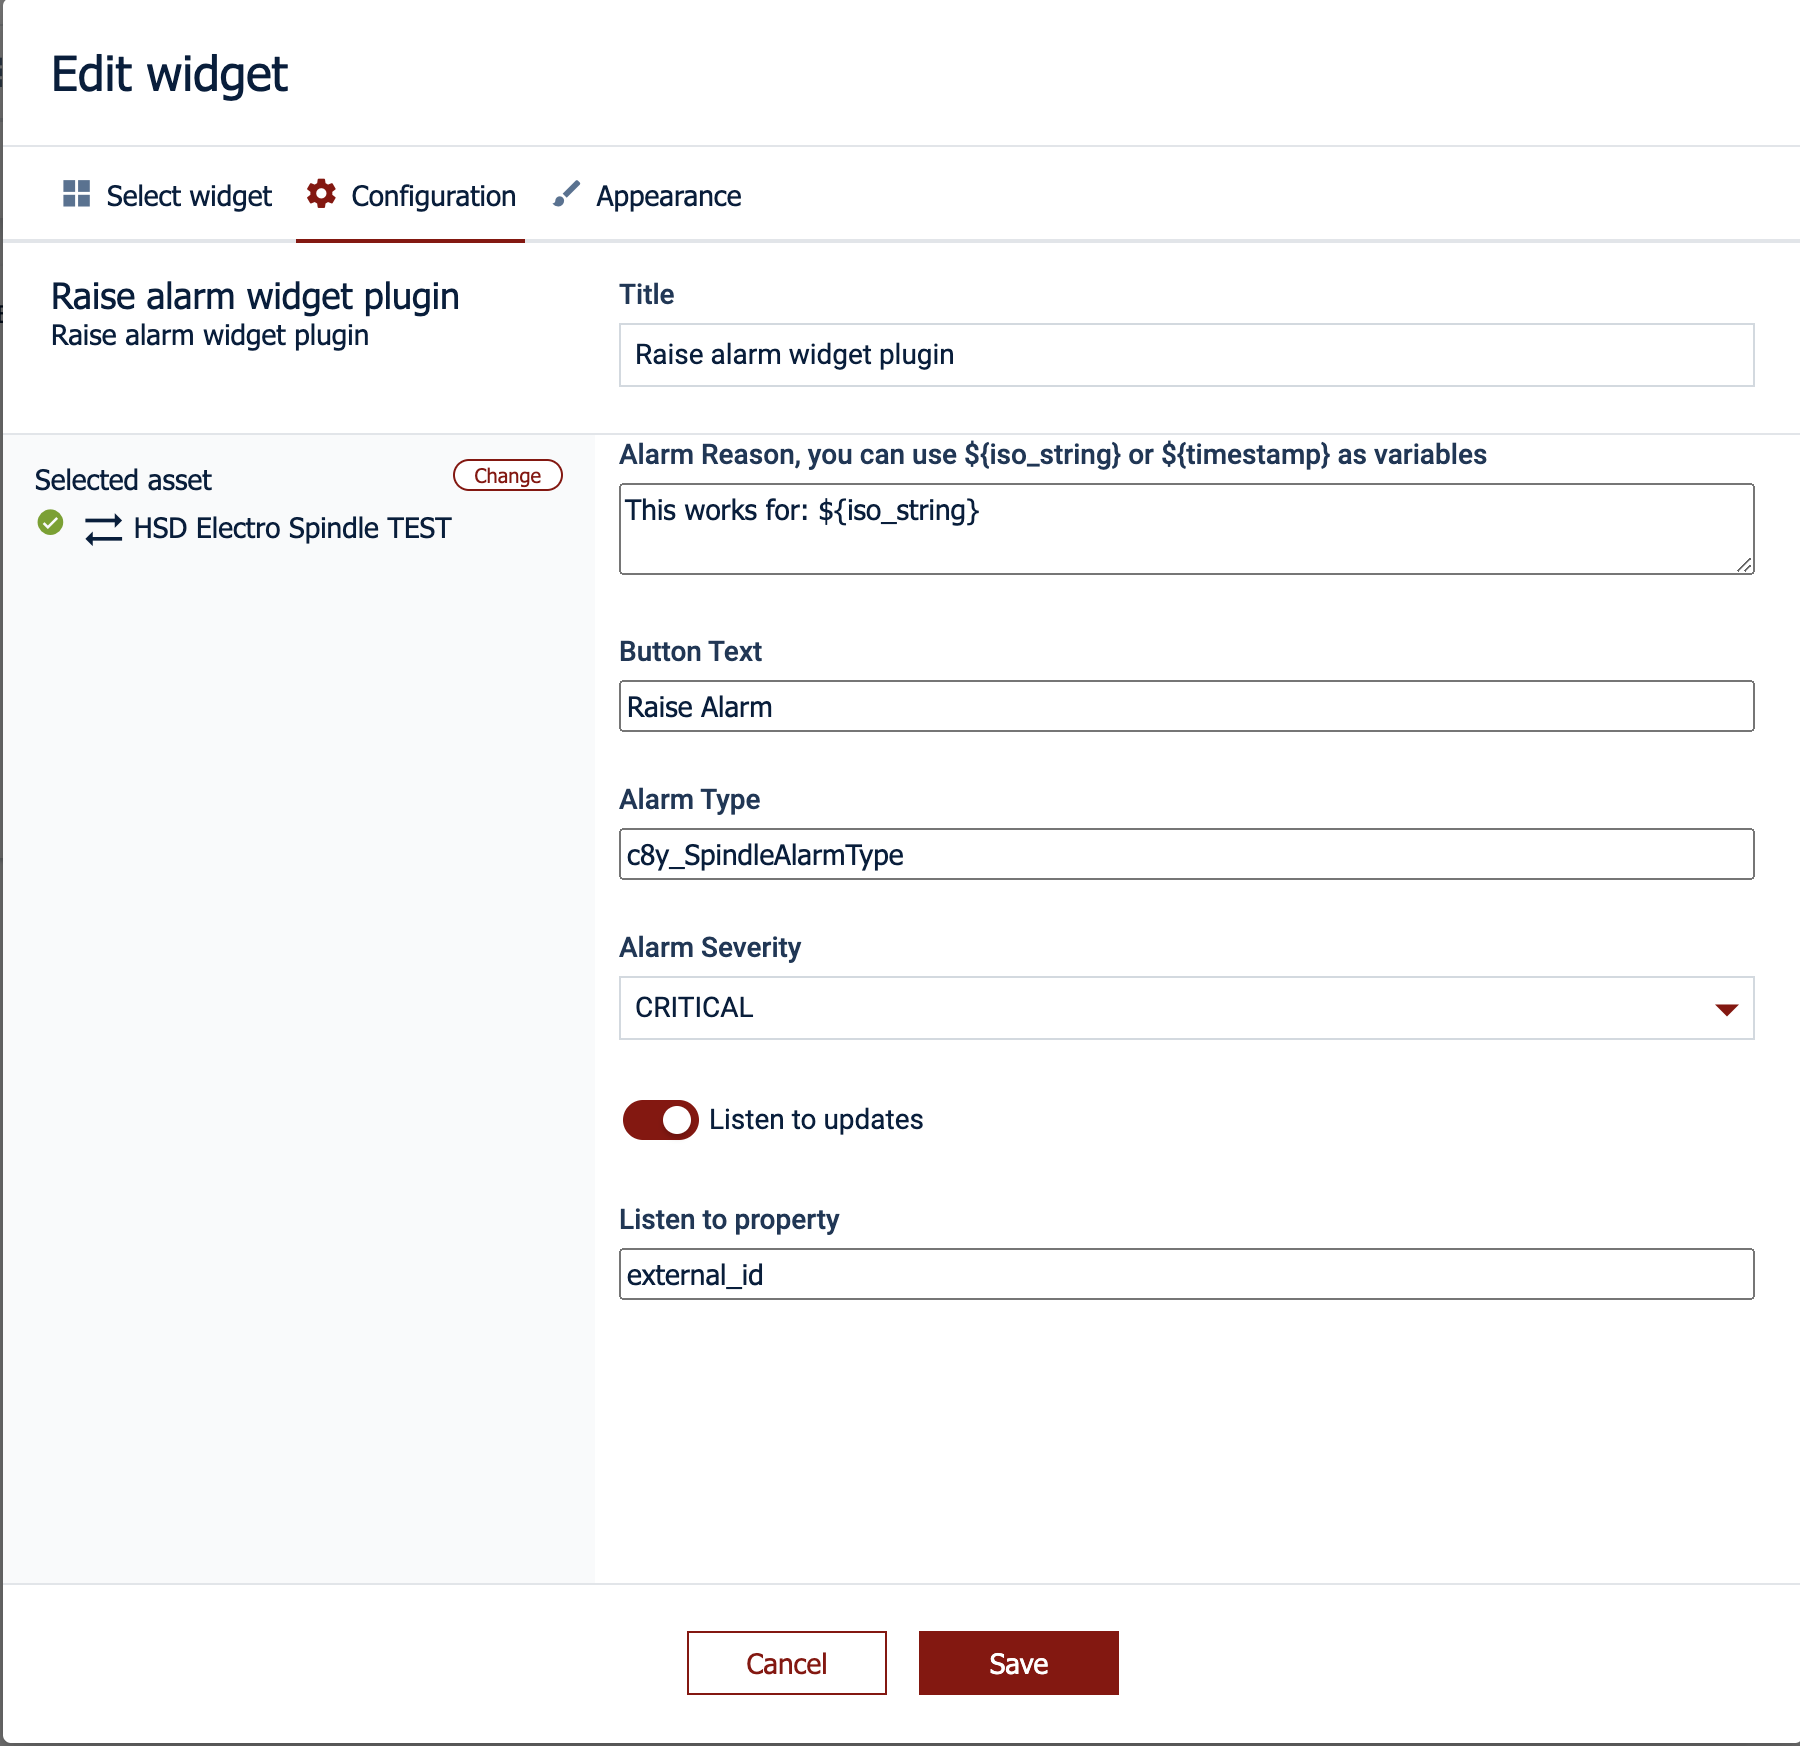 Edit widget
Select widget
Configuration
Appearance
Raise alarm widget plugin
Raise alarm widget plugin
Title
Raise alarm widget plugin
Selected asset
Change
HSD Electro Spindle TEST
Alarm Reason, you can use ${iso_string} or ${timestamp} as variables
This works for: ${iso_string}
Button Text
Raise Alarm
Alarm Type
c8y_SpindleAlarmType
Alarm Severity
CRITICAL
Listen to updates
Listen to property
external_id
Cancel
Save